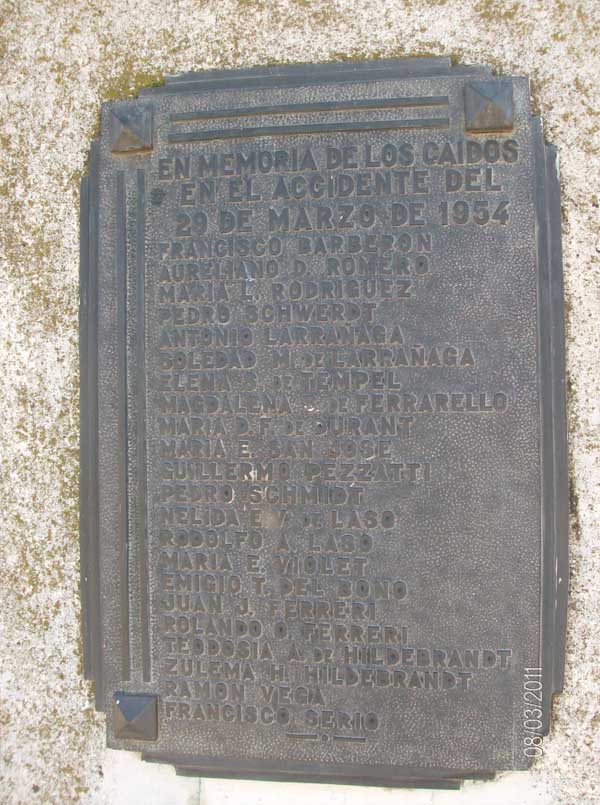 EN MEMORIA DE LOS CAIDOS
EN EL ACCIDENTE DEL
29 DE MARZO DE 1954
FRANCISCO BARBERON
AURELIANO D. ROMERO
MARIA L. RODRIGUEZ
PEDRO SCHWERDT
ANTONIO LARRAÑAGA
SOLEDAD M. DE LARRAÑAGA
ELENA S. DE TEMPEL
MAGDALENA DE FERRARELLO
MARIA D. F. DE DURANT
MARIA E. SAN JOSE
GUILLERMO PEZZATTI
PEDRO SCHMIDT
NELIDA E. V. DE LASO
RODOLFO A. LASO
MARIA E. VIOLET
EMIGIO T. DEL BONO
JUAN J. FERRERI
ROLANDO O. FERRERI
TEODOSIA A. DE HILDEBRANDT
ZULEMA H. HILDEBRANDT
RAMON VEGA
FRANCISCO SERIO
08/03/2011